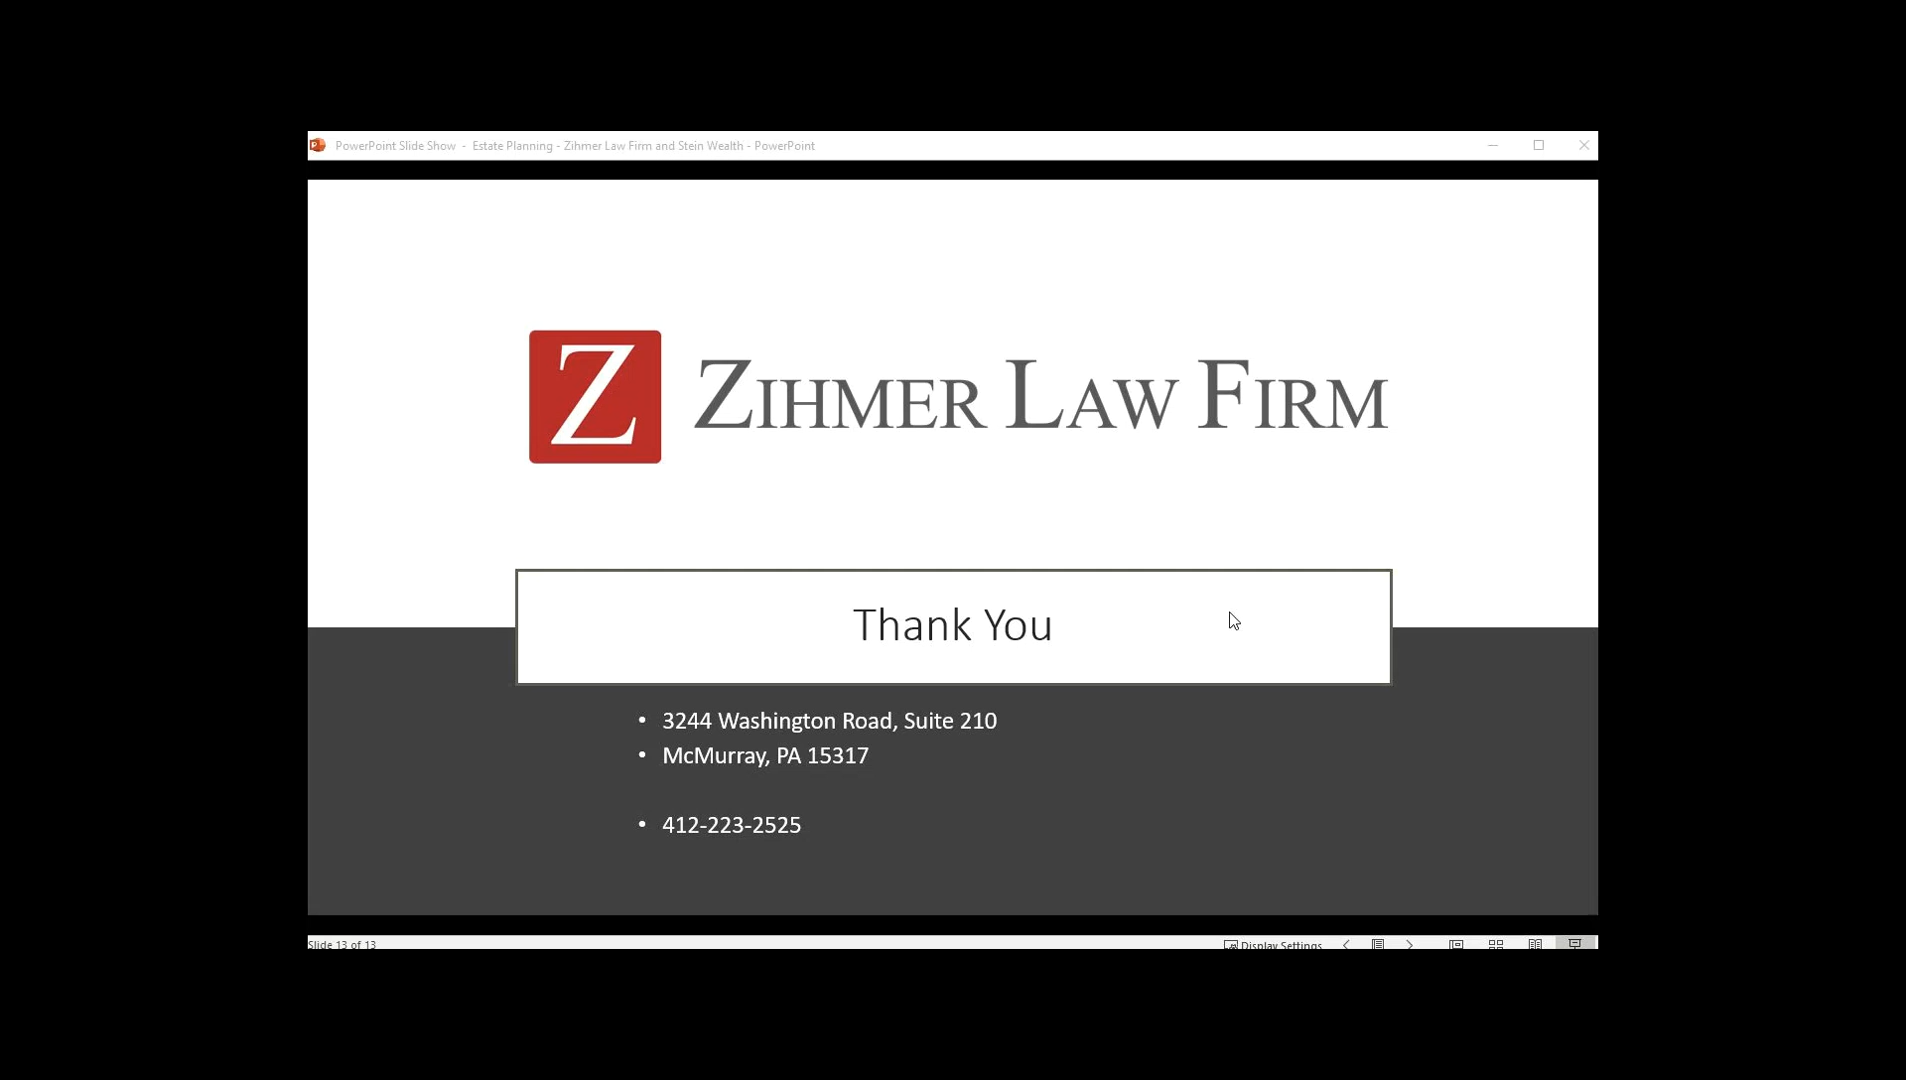 PowerPoint Slide Show - Estate Planning - Zihmer Law Firm and Stein Wealth - PowerPoint
Z ZIHMER LAW FIRM
Thank You
• 3244 Washington Road, Suite 210
• McMurray, PA 15317
• 412-223-2525
Slide 13 of 13 Display Settings